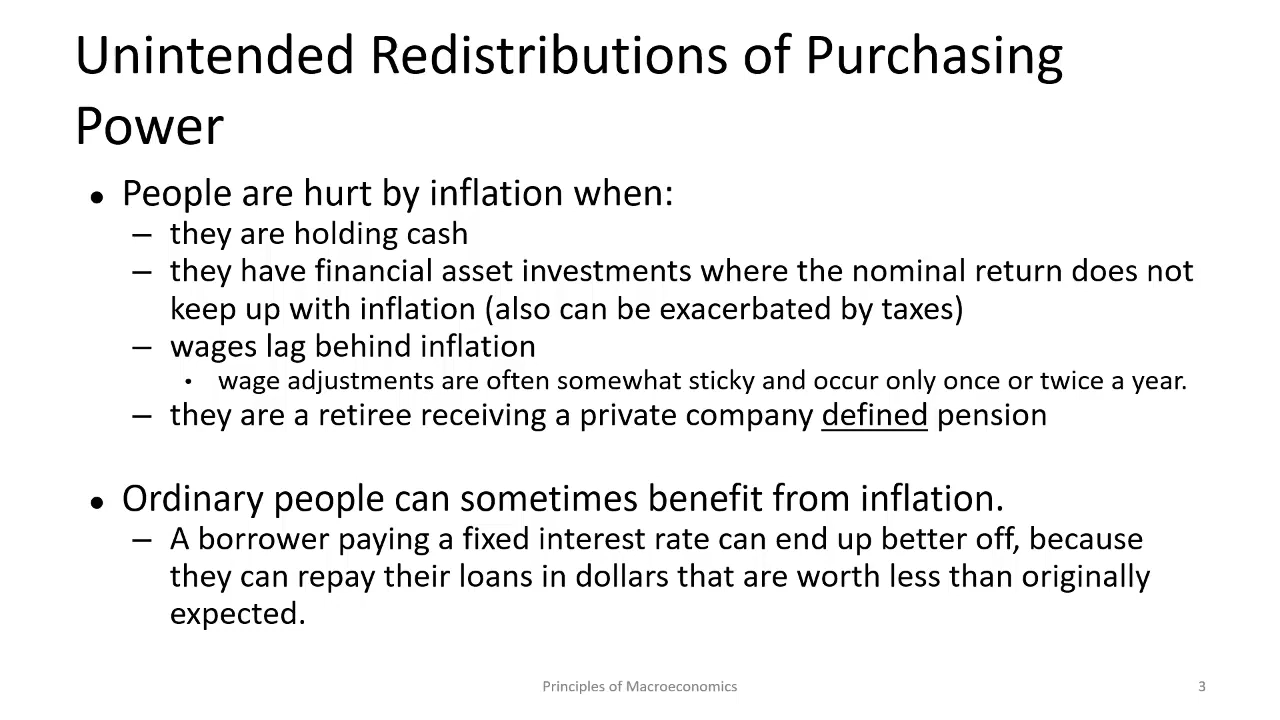 Unintended Redistributions of Purchasing
Power
● People are hurt by inflation when:
– they are holding cash
– they have financial asset investments where the nominal return does not
keep up with inflation (also can be exacerbated by taxes)
– wages lag behind inflation
• wage adjustments are often somewhat sticky and occur only once or twice a year.
– they are a retiree receiving a private company defined pension
● Ordinary people can sometimes benefit from inflation.
– A borrower paying a fixed interest rate can end up better off, because
they can repay their loans in dollars that are worth less than originally
expected.
Principles of Macroeconomics
3